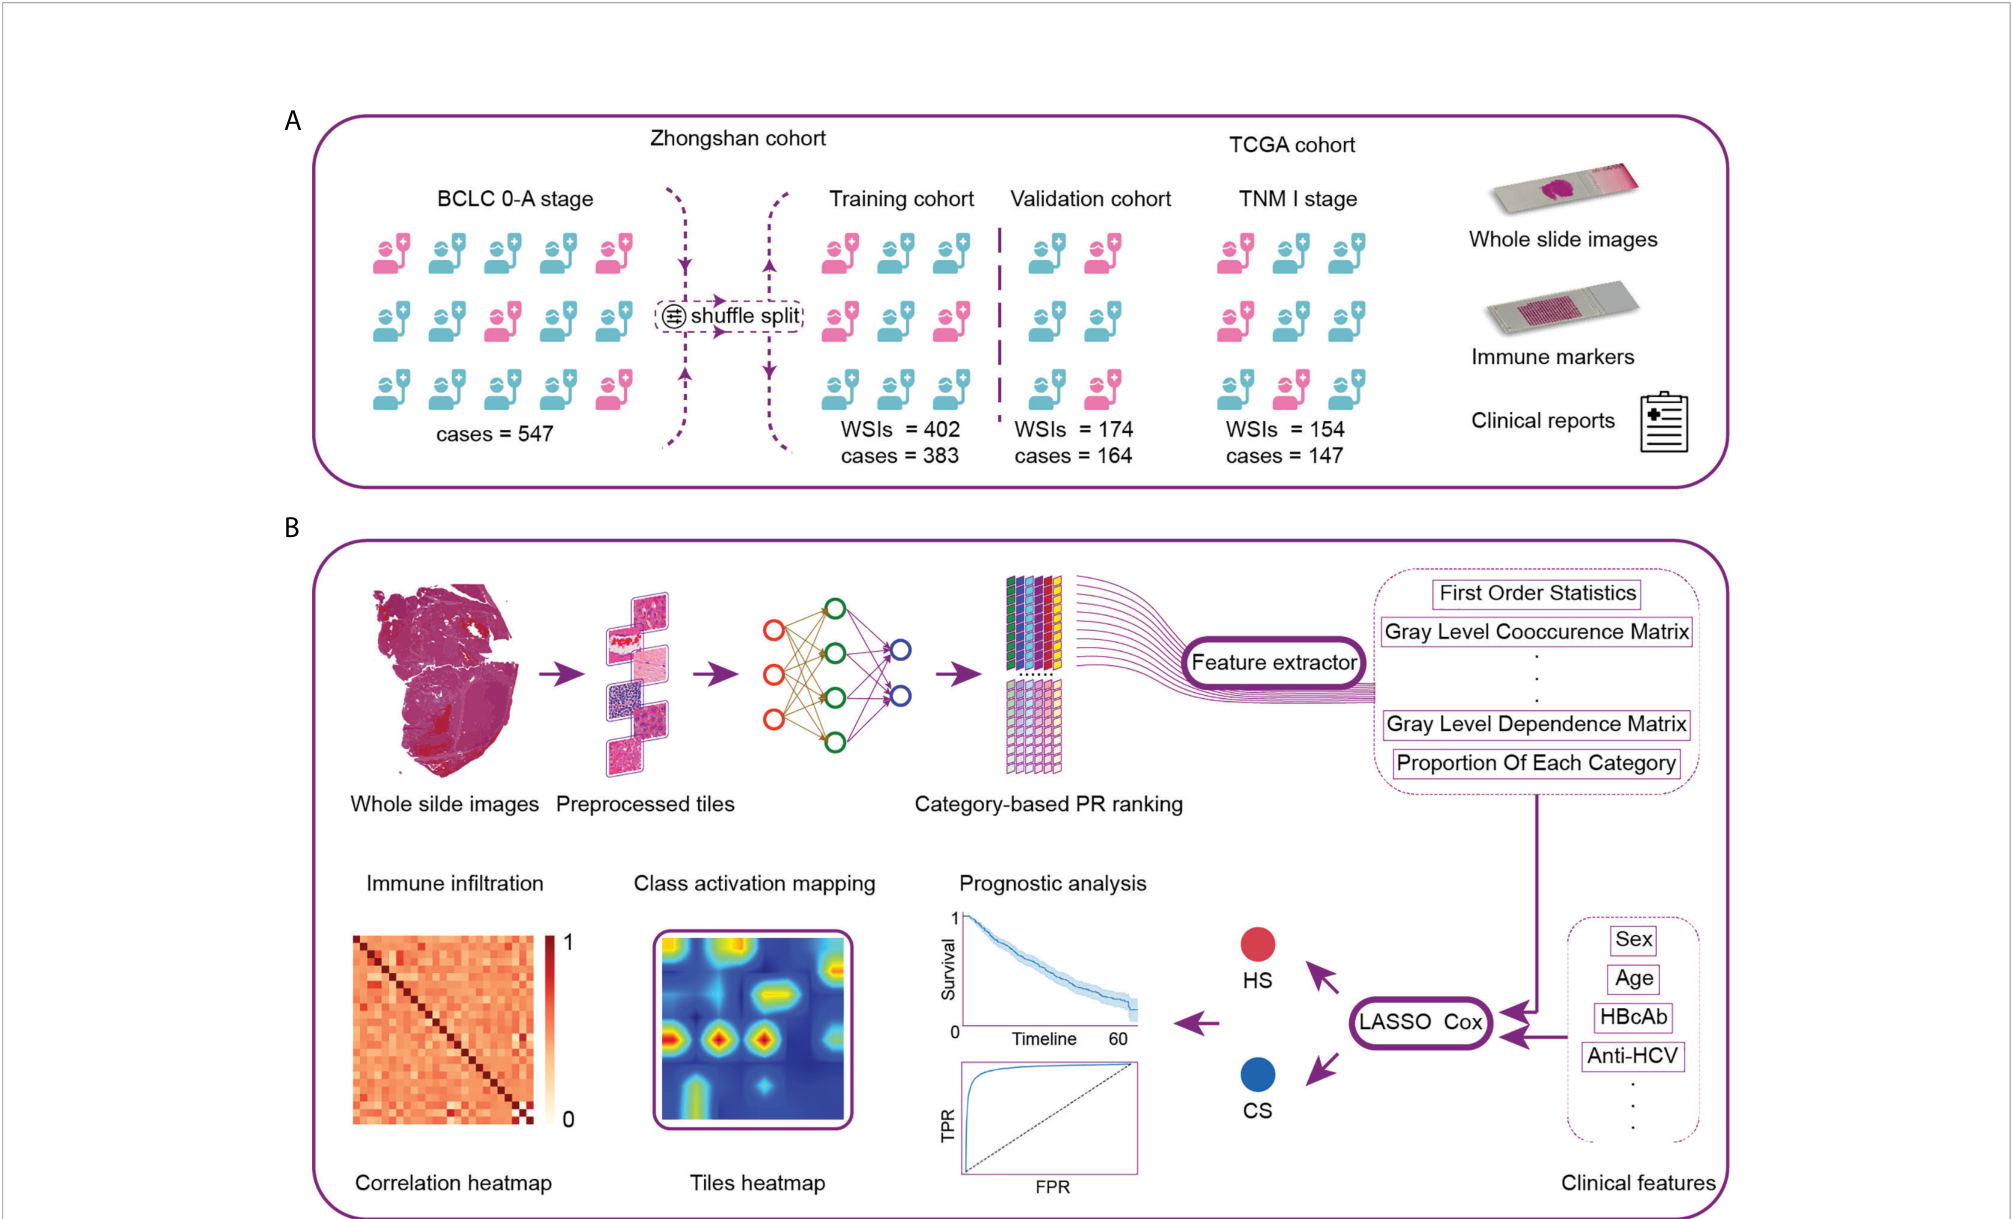 A
Zhongshan cohort
TCGA cohort
BCLC 0-A stage
Training cohort
Validation cohort
TNM I stage
Whole slide images
shuffle split
Immune markers
Clinical reports
cases = 547
WSIs = 402
cases = 383
WSIs = 174
cases = 164
WSIs = 154
cases = 147
B
First Order Statistics
Gray Level Cooccurence Matrix
Feature extractor
Gray Level Dependence Matrix
Proportion Of Each Category
Whole silde images
Preprocessed tiles
Category-based PR ranking
Immune infiltration
Class activation mapping
Prognostic analysis
1
0
1
Survival
0
Timeline
60
TPR
FPR
HS
CS
LASSO Cox
Sex
Age
HBcAb
Anti-HCV
Correlation heatmap
Tiles heatmap
Clinical features